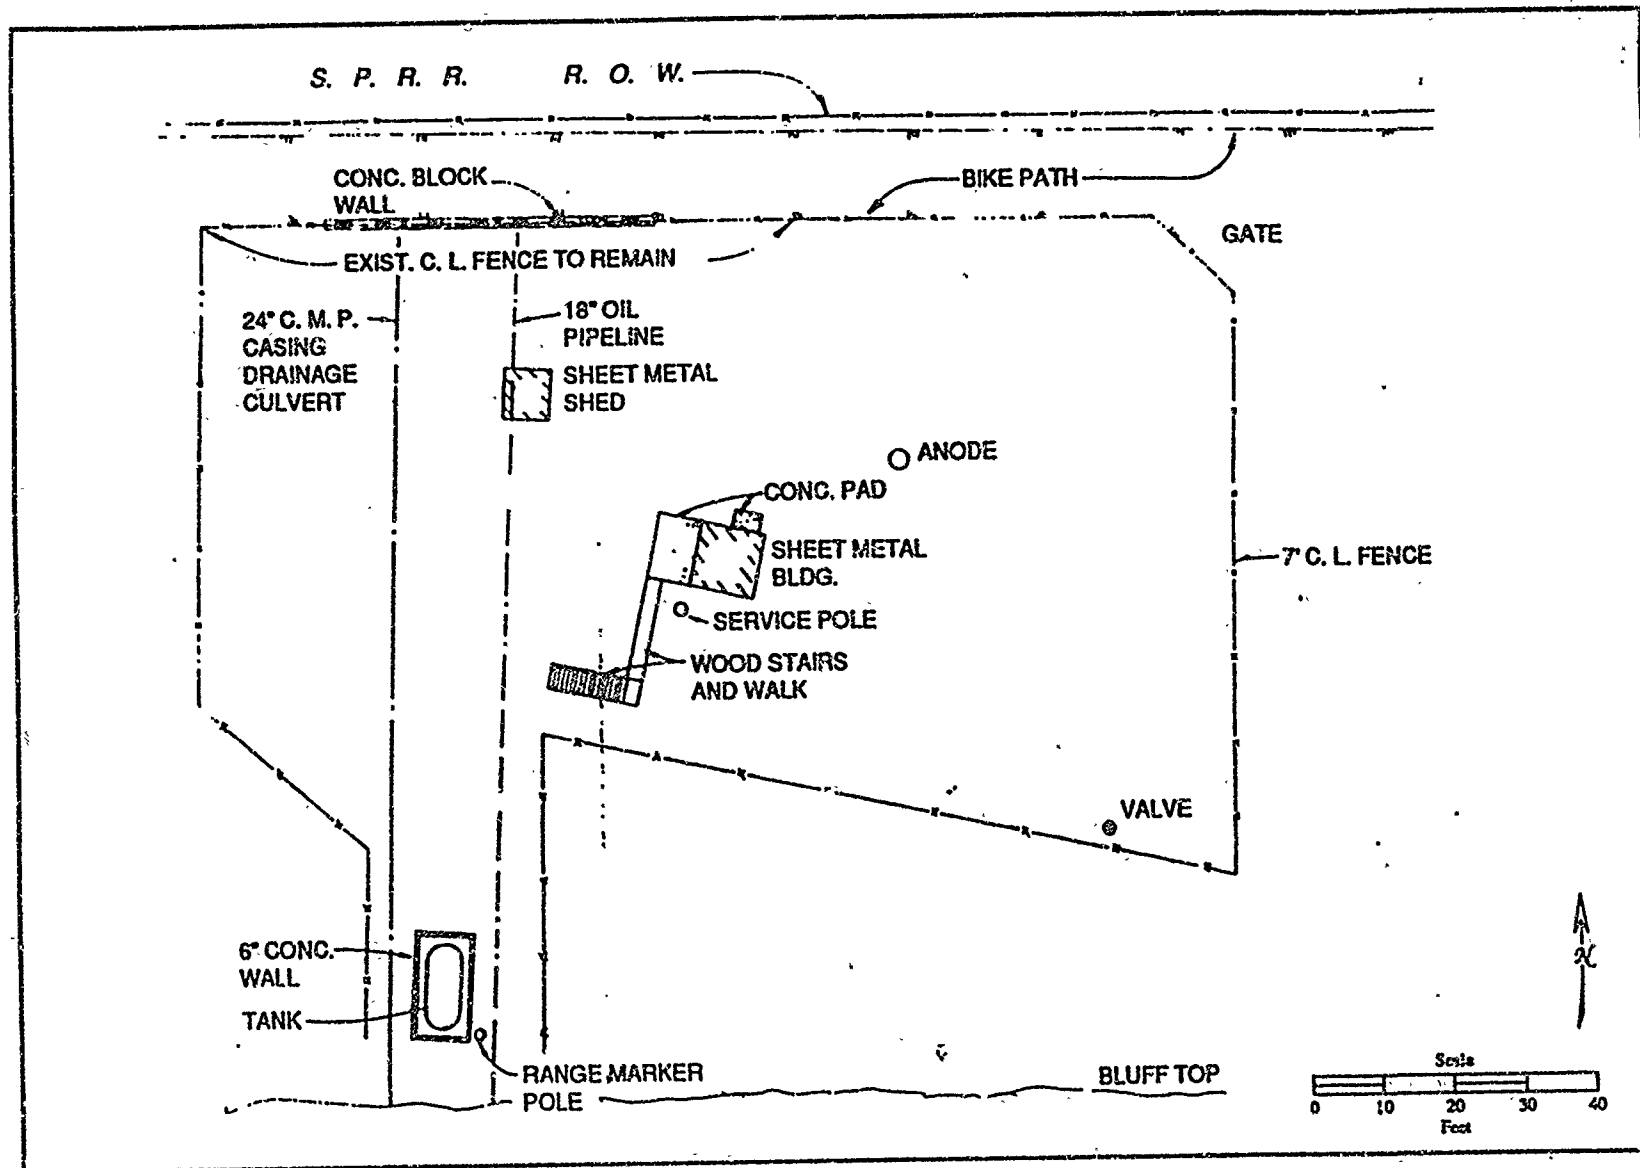 S. P. R. R. R. O. W.
CONC. BLOCK
WALL
BIKE PATH
GATE
EXIST. C. L. FENCE TO REMAIN
24" C. M. P.
CASING
DRAINAGE
CULVERT
18" OIL
PIPELINE
SHEET METAL
SHED
ANODE
CONC. PAD
SHEET METAL
BLDG.
7' C. L. FENCE
SERVICE POLE
WOOD STAIRS
AND WALK
VALVE
6" CONC.
WALL
TANK
N
RANGE MARKER
POLE
BLUFF TOP
Scale
0 10 20 30 40
Feet